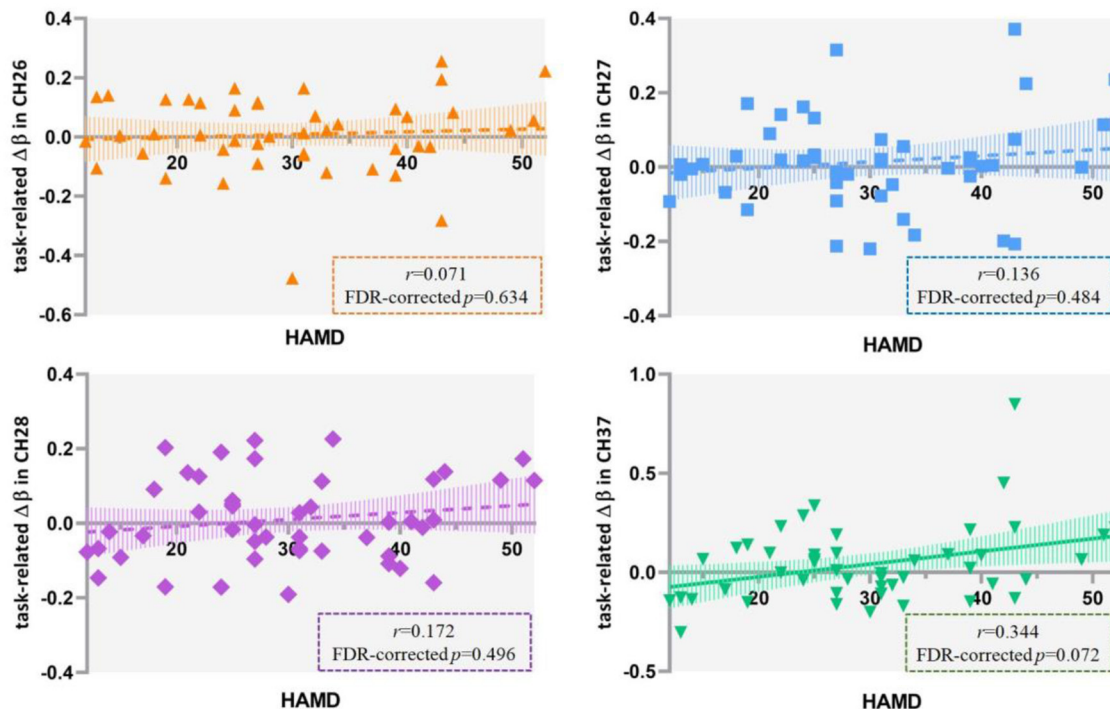 task-related Δβ in CH26
0.4
0.2
0.0
-0.2
-0.4
-0.6
20 30 40 50
r=0.071
FDR-corrected p=0.634
HAMD
task-related Δβ in CH27
0.4
0.2
0.0
-0.2
-0.4
20 30 40 50
r=0.136
FDR-corrected p=0.484
HAMD
task-related Δβ in CH28
0.4
0.2
0.0
-0.2
-0.4
20 30 40 50
r=0.172
FDR-corrected p=0.496
HAMD
task-related Δβ in CH37
1.0
0.5
0.0
-0.5
20 30 40 50
r=0.344
FDR-corrected p=0.072
HAMD